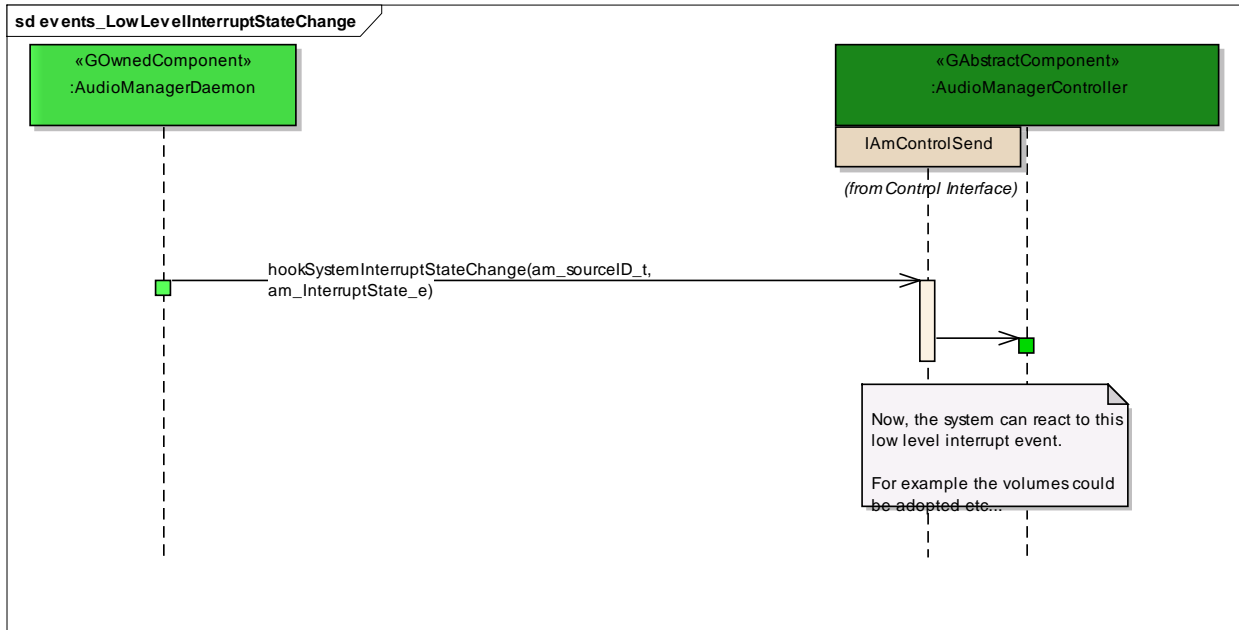 sd events_LowLevelInterruptStateChange
«GOwnedComponent»
:AudioManagerDaemon
«GAbstractComponent»
:AudioManagerController
IAmControlSend
(from Control Interface)
hookSystemInterruptStateChange(am_sourceID_t,
am_InterruptState_e)
Now, the system can react to this
low level interrupt event.
For example the volumes could
be adopted etc...